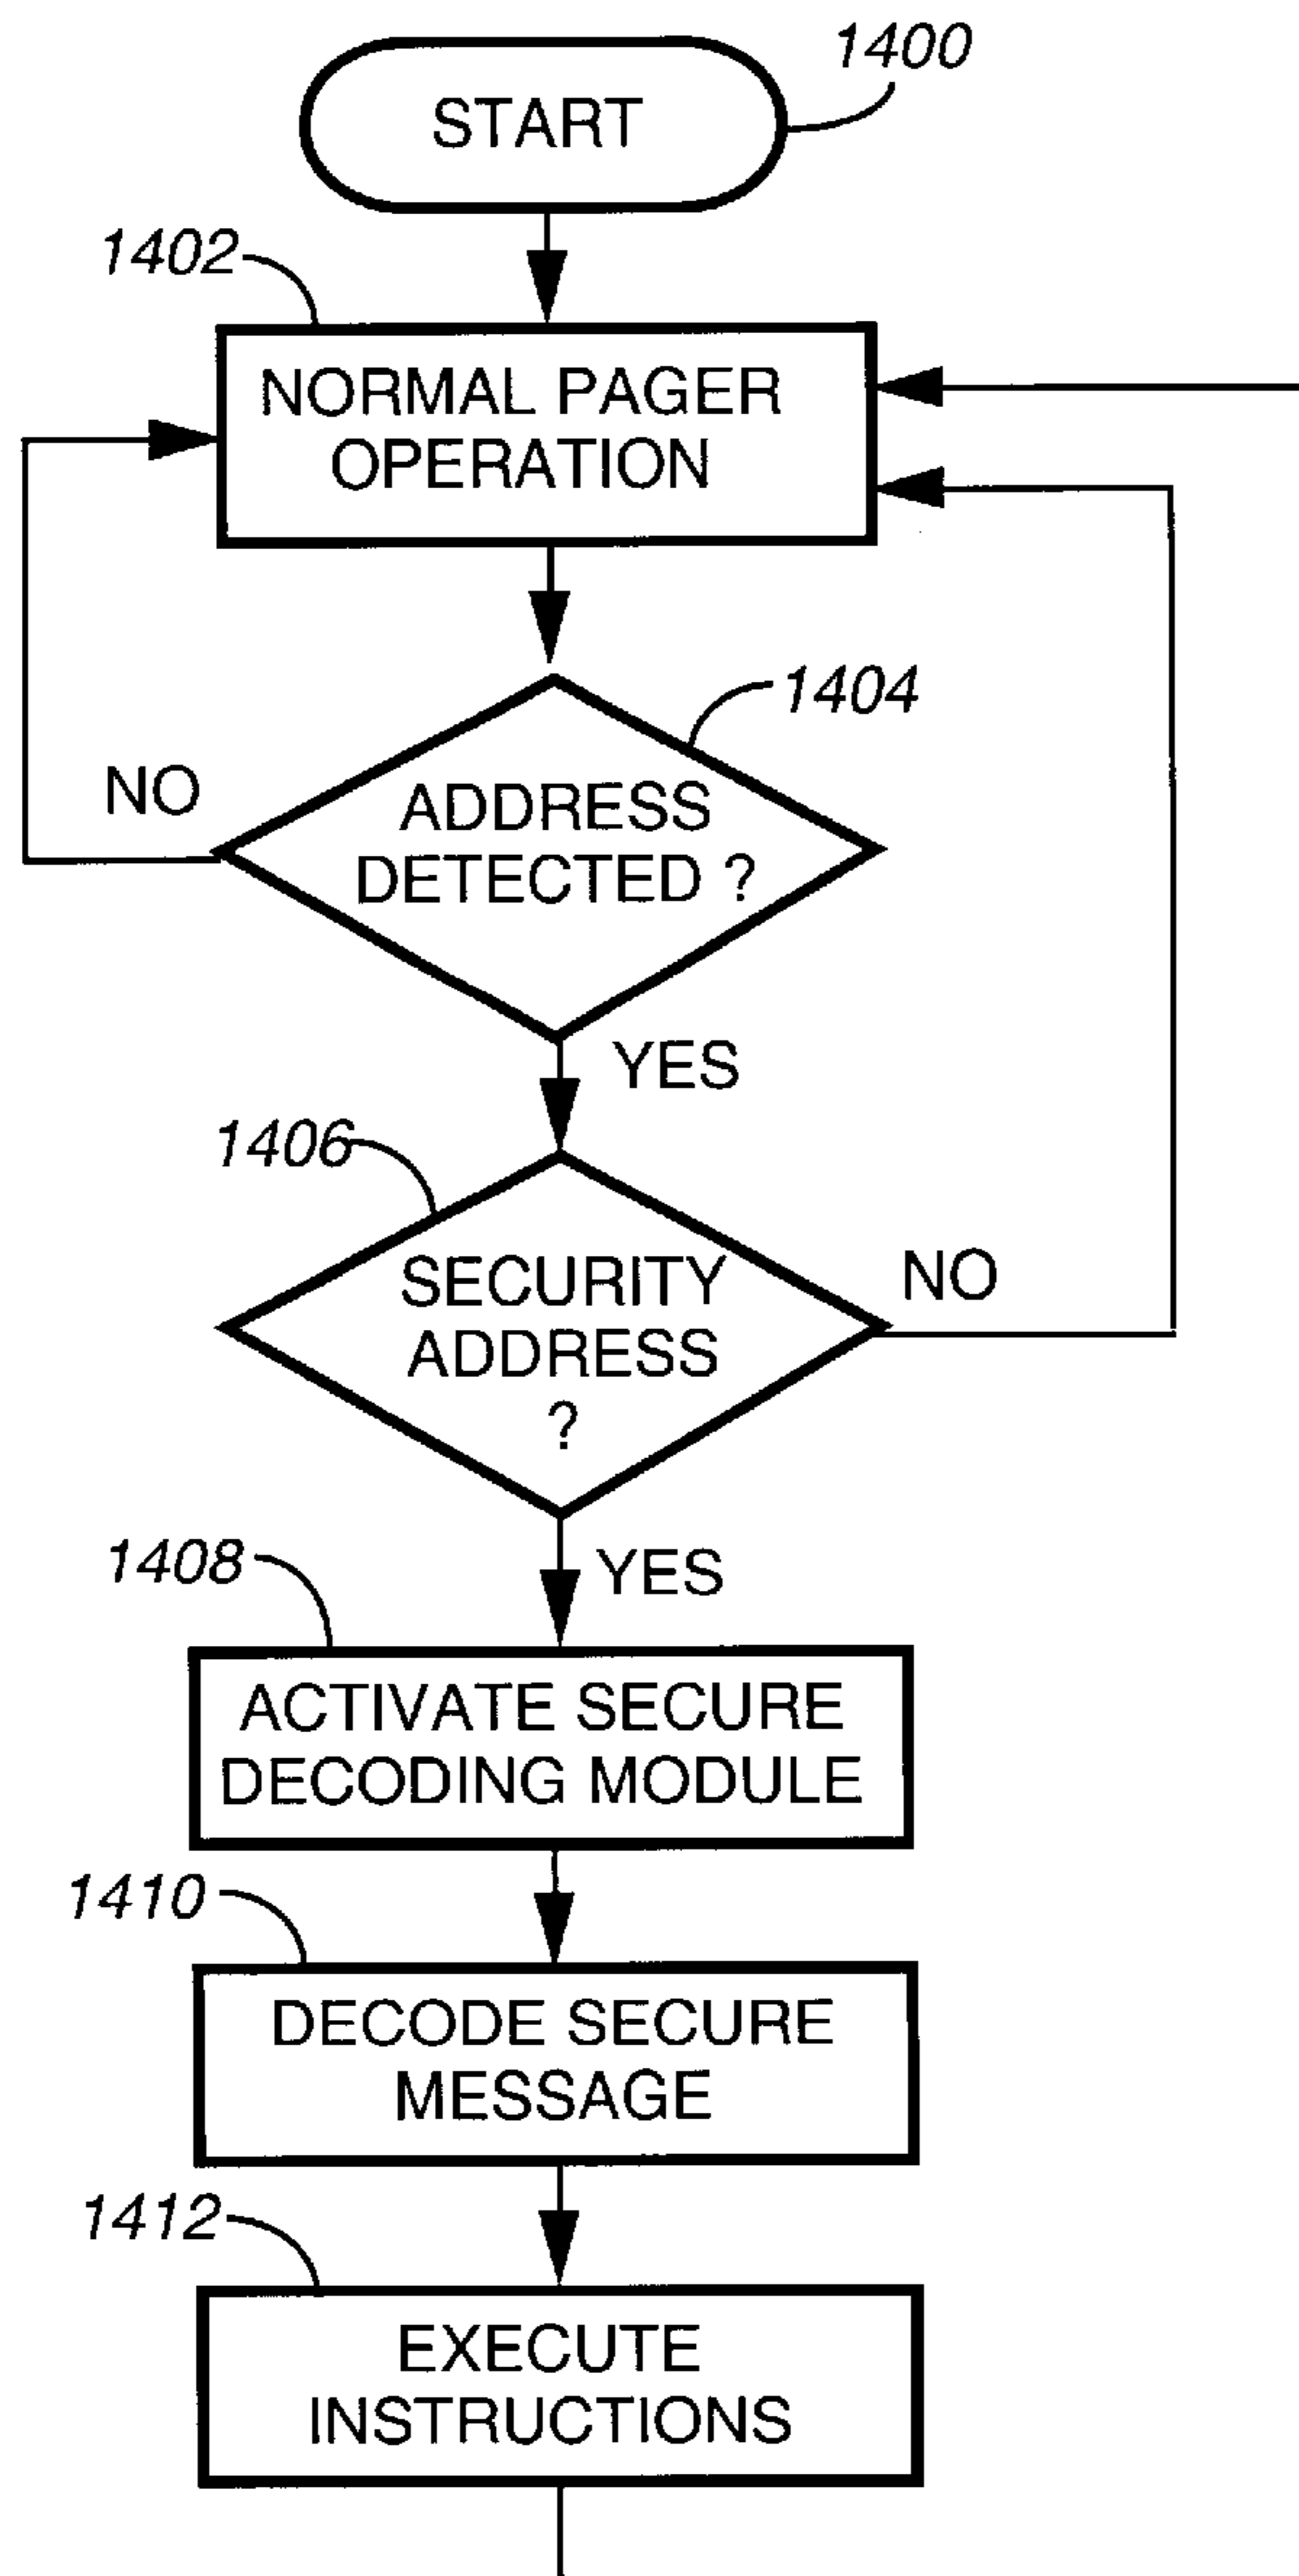 1400
START
1402
NORMAL PAGER
OPERATION
1404
NO
ADDRESS
DETECTED ?
YES
1406
SECURITY
ADDRESS
?
NO
1408
YES
ACTIVATE SECURE
DECODING MODULE
1410
DECODE SECURE
MESSAGE
1412
EXECUTE
INSTRUCTIONS